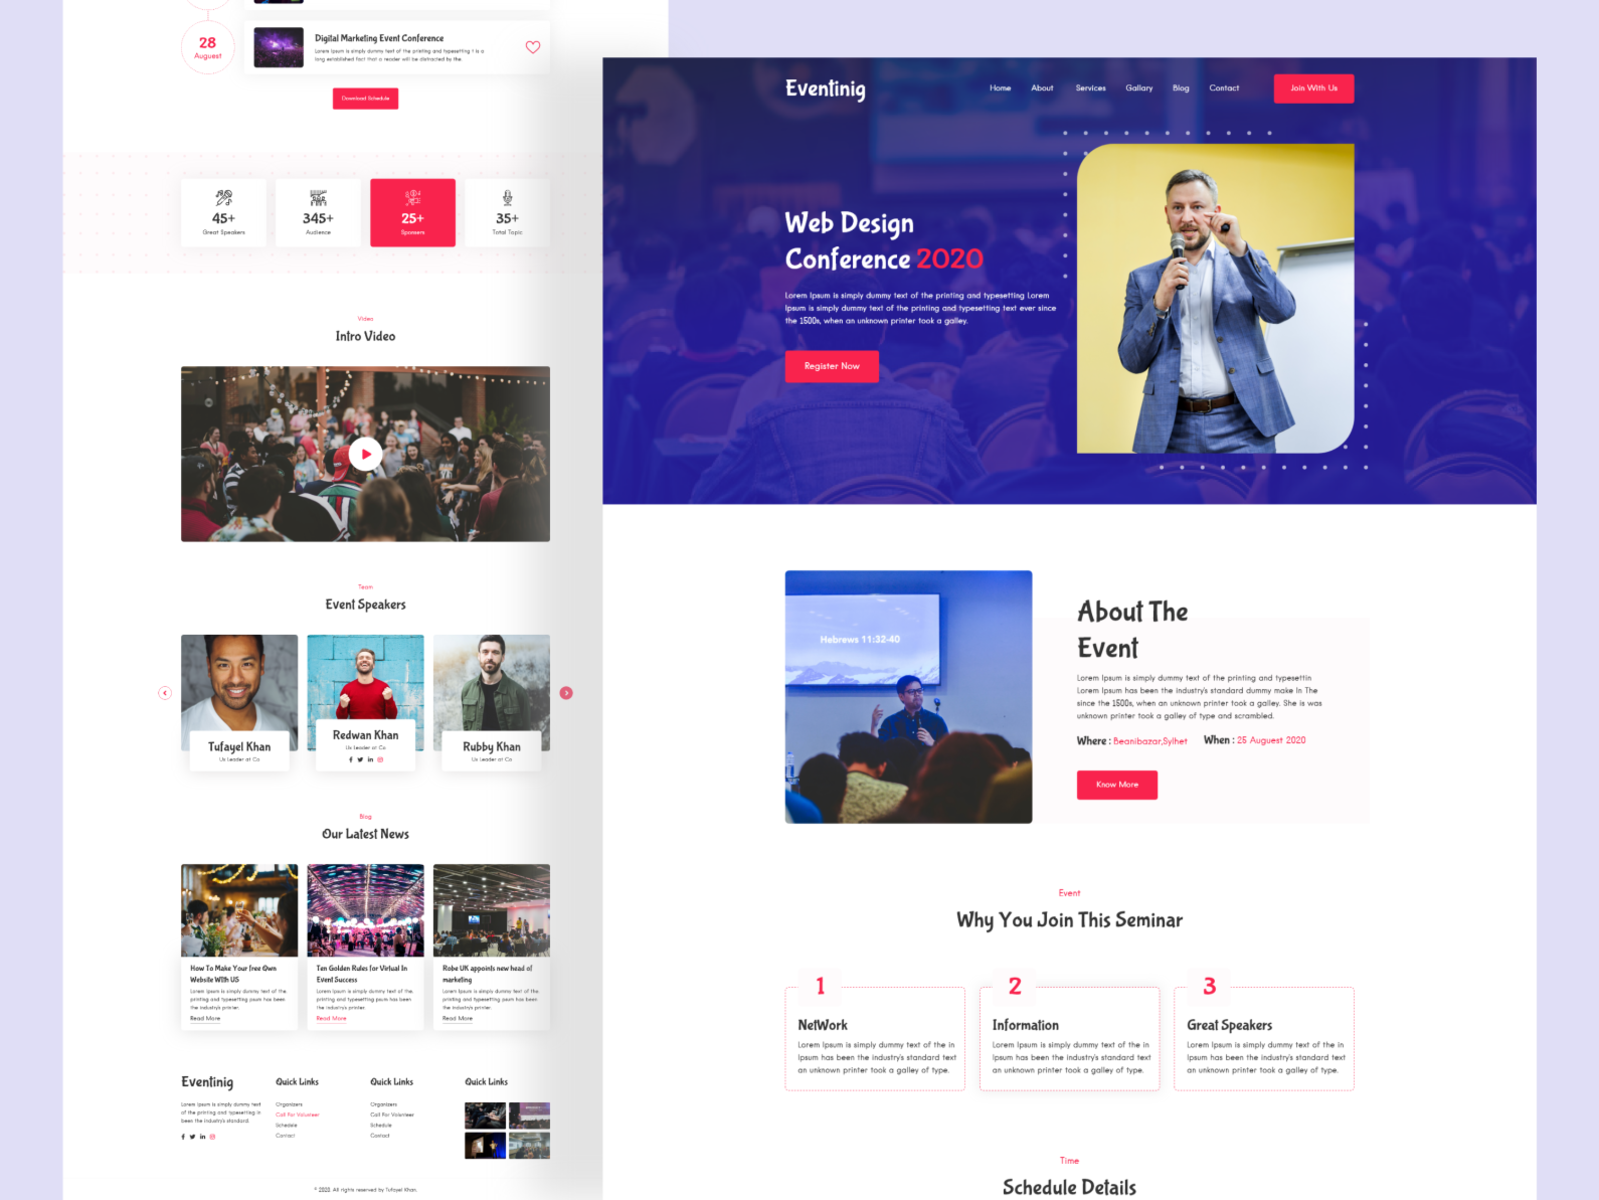 28
Auguest
Digital Marketing Event Conference
Lorem Ipsum is simply dummy text of the printing and typesetting t is a
long established fact that a reader will be distracted by the.
Download Schedule
45+
Great Speakers
345+
Audience
25+
35+
Total Topic
Video
Intro Video
Team
Event Speakers
Tufayel Khan
Us Leader at Co
Redwan Khan
Us Leader at Co
Rubby Khan
Us Leader at Co
Blog
Our Latest News
How To Make Your Free Own
Website With US
Lorem Ipsum is simply dummy text of the.
printing and typesetting psum has been
the industry's printer.
Read More
Ten Golden Rules for Virtual In
Event Success
Lorem Ipsum is simply dummy text of the.
printing and typesetting psum has been
the industry's printer.
Read More
Robe UK appoints new head of
marketing
Lorem Ipsum is simply dummy text of the.
printing and typesetting psum has been
the industry's printer.
Read More
Eventinig
Lorem Ipsum is simply dummy text
of the printing and typesetting in
been the industry's standard.
Quick Links
Organizers
Call For Volunteer
Schedule
Contact
Quick Links
Organizers
Call For Volunteer
Schedule
Contact
Quick Links
© 2020. All rights reserved by Tufayel Khan.
Eventinig
Home
About
Services
Gallary
Blog
Contact
Join With Us
Web Design
Conference 2020
Lorem Ipsum is simply dummy text of the printing and typesetting Lorem
Ipsum is simply dummy text of the printing and typesetting text ever since
the 1500s, when an unknown printer took a galley.
Register Now
Hebrews 11:32-40
About The
Event
Lorem Ipsum is simply dummy text of the printing and typesettin
Lorem Ipsum has been the industry's standard dummy make in The
since the 1500s, when an unknown printer took a galley. She is was
unknown printer took a galley of type and scrambled.
Where : Beanibazar,Sylhet
When : 25 Auguest 2020
Know More
Event
Why You Join This Seminar
1
NetWork
Lorem Ipsum is simply dummy text of the in
Ipsum has been the industry's standard text
an unknown printer took a galley of type.
2
Information
Lorem Ipsum is simply dummy text of the in
Ipsum has been the industry's standard text
an unknown printer took a galley of type.
3
Great Speakers
Lorem Ipsum is simply dummy text of the in
Ipsum has been the industry's standard text
an unknown printer took a galley of type.
Time
Schedule Details